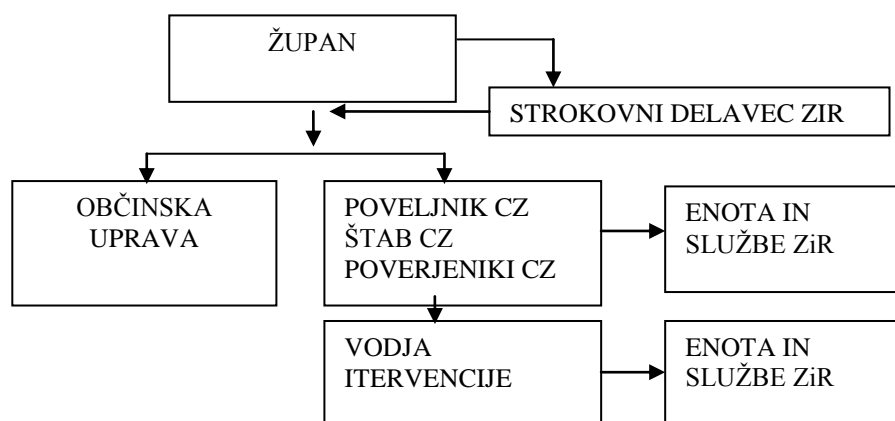 ŽUPAN
STROKOVNI DELAVEC ZIR
OBČINSKA
UPRAVA
POVELJNIK CZ
ŠTAB CZ
POVERJENIKI CZ
ENOTA IN
SLUŽBE ZiR
VODJA
ITERVENCIJE
ENOTA IN
SLUŽBE ZiR